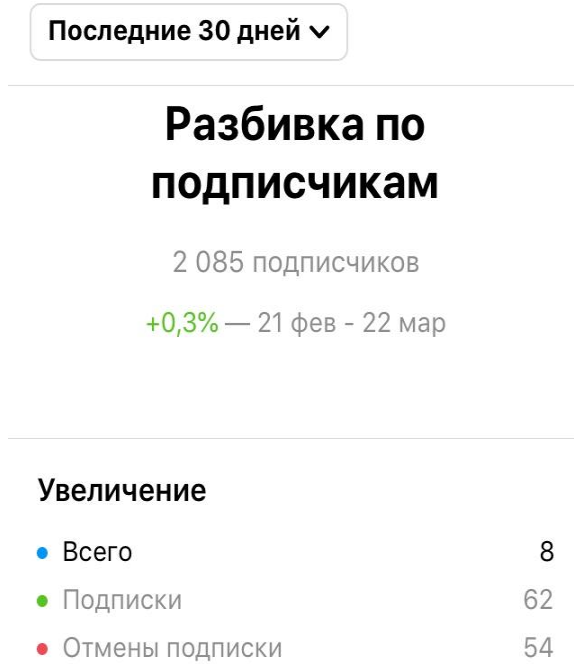 Последние 30 дней
Разбивка по
подписчикам
2 085 подписчиков
+0,3% — 21 фев - 22 мар
Увеличение
Всего 8
Подписки 62
Отмены подписки 54